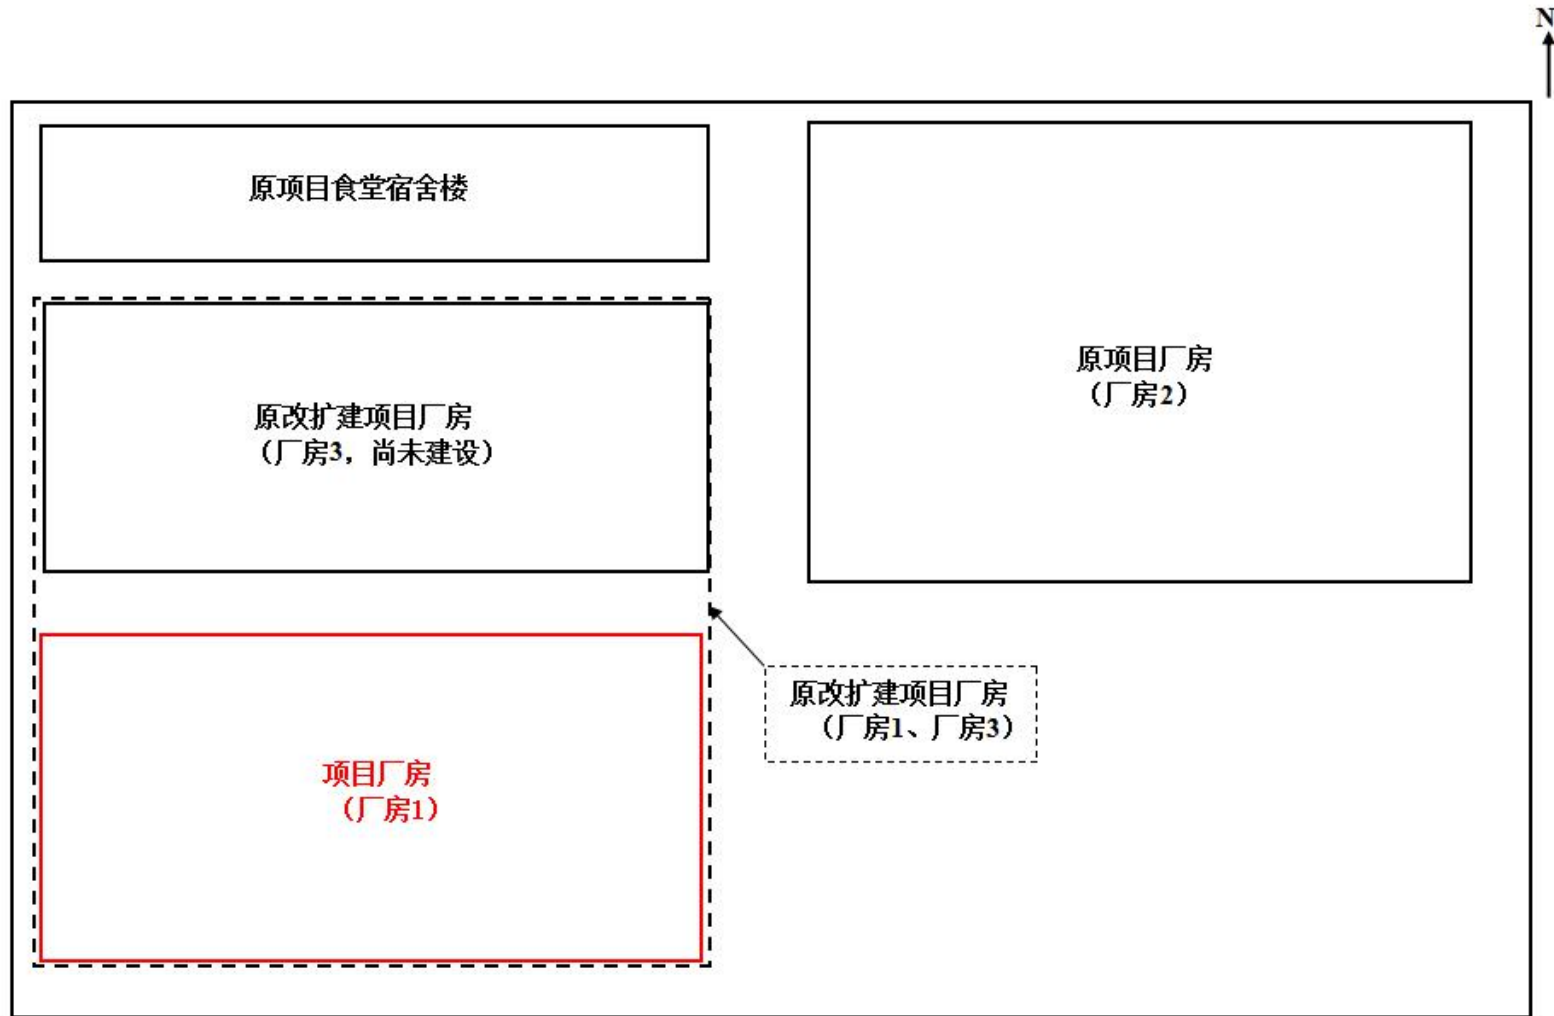 N
原项目食堂宿舍楼
原项目厂房
（厂房2）
原改扩建项目厂房
（厂房3，尚未建设）
原改扩建项目厂房
（厂房1、厂房3）
项目厂房
（厂房1）